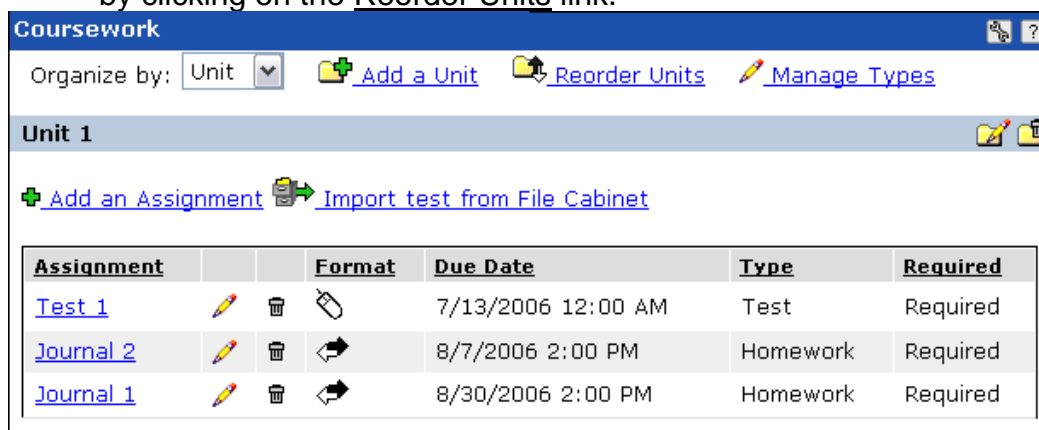 by clicking on the Reorder Units link.
Coursework ?
Organize by: Unit Add a Unit Reorder Units Manage Types
Unit 1
Add an Assignment Import test from File Cabinet
Assignment Format Due Date Type Required
Test 1 7/13/2006 12:00 AM Test Required
Journal 2 8/7/2006 2:00 PM Homework Required
Journal 1 8/30/2006 2:00 PM Homework Required